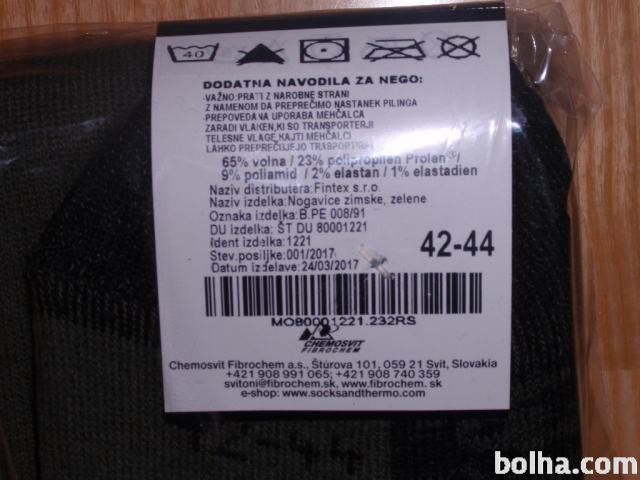 40
DODATNA NAVODILA ZA NEGO:
VAŽNO:PRATI Z NAROBNE STRANI
Z NAMENOM DA PREPREČIMO NASTANEK PILINGA
PREPOVEDANA UPORABA MEHČALCA
ZARADI VLAKEN,KI SO TRANSPORTERJI
TELESNE VLAGE,KAJTI MEHČALCI
LAHKO PREPREČUJEJO TRASPORT
65% volna / 23% polipropilen Prolen®/
9% poliamid / 2% elastan / 1% elastadien
Naziv distributera:Fintex s.r.o.
Naziv izdelka:Nogavice zimske, zelene
Oznaka izdelka:B.PE 008/91
DU izdelka: ŠT DU 80001221
Ident izdelka:1221
42-44
Stev.posiljke:001/2017
Datum izdelave:24/03/2017
MO80001221.232RS
CHEMOSVIT
FIBROCHEM
Chemosvit Fibrochem a.s., Štúrova 101, 059 21 Svit, Slovakia
+421 908 991 065; +421 908 740 359
svitoni@fibrochem.sk, www.fibrochem.sk
e-shop: www.socksandthermo.com
42-44
bolha.com